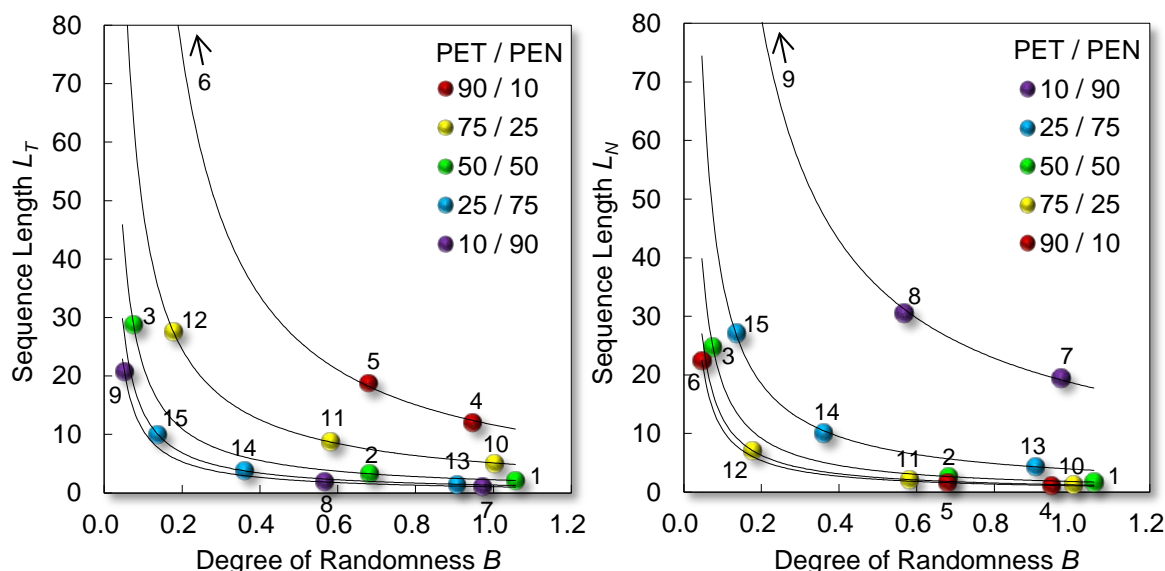 80
70
60
50
40
30
20
10
0
Sequence Length L_T
PET / PEN
90 / 10
75 / 25
50 / 50
25 / 75
10 / 90
6
5
4
12
11
10
3
2
1
9
15
14
13
8
7
0.0 0.2 0.4 0.6 0.8 1.0 1.2
Degree of Randomness B
80
70
60
50
40
30
20
10
0
Sequence Length L_N
PET / PEN
10 / 90
25 / 75
50 / 50
75 / 25
90 / 10
9
8
7
15
14
13
3
2
1
6
12
11
10
5
4
0.0 0.2 0.4 0.6 0.8 1.0 1.2
Degree of Randomness B